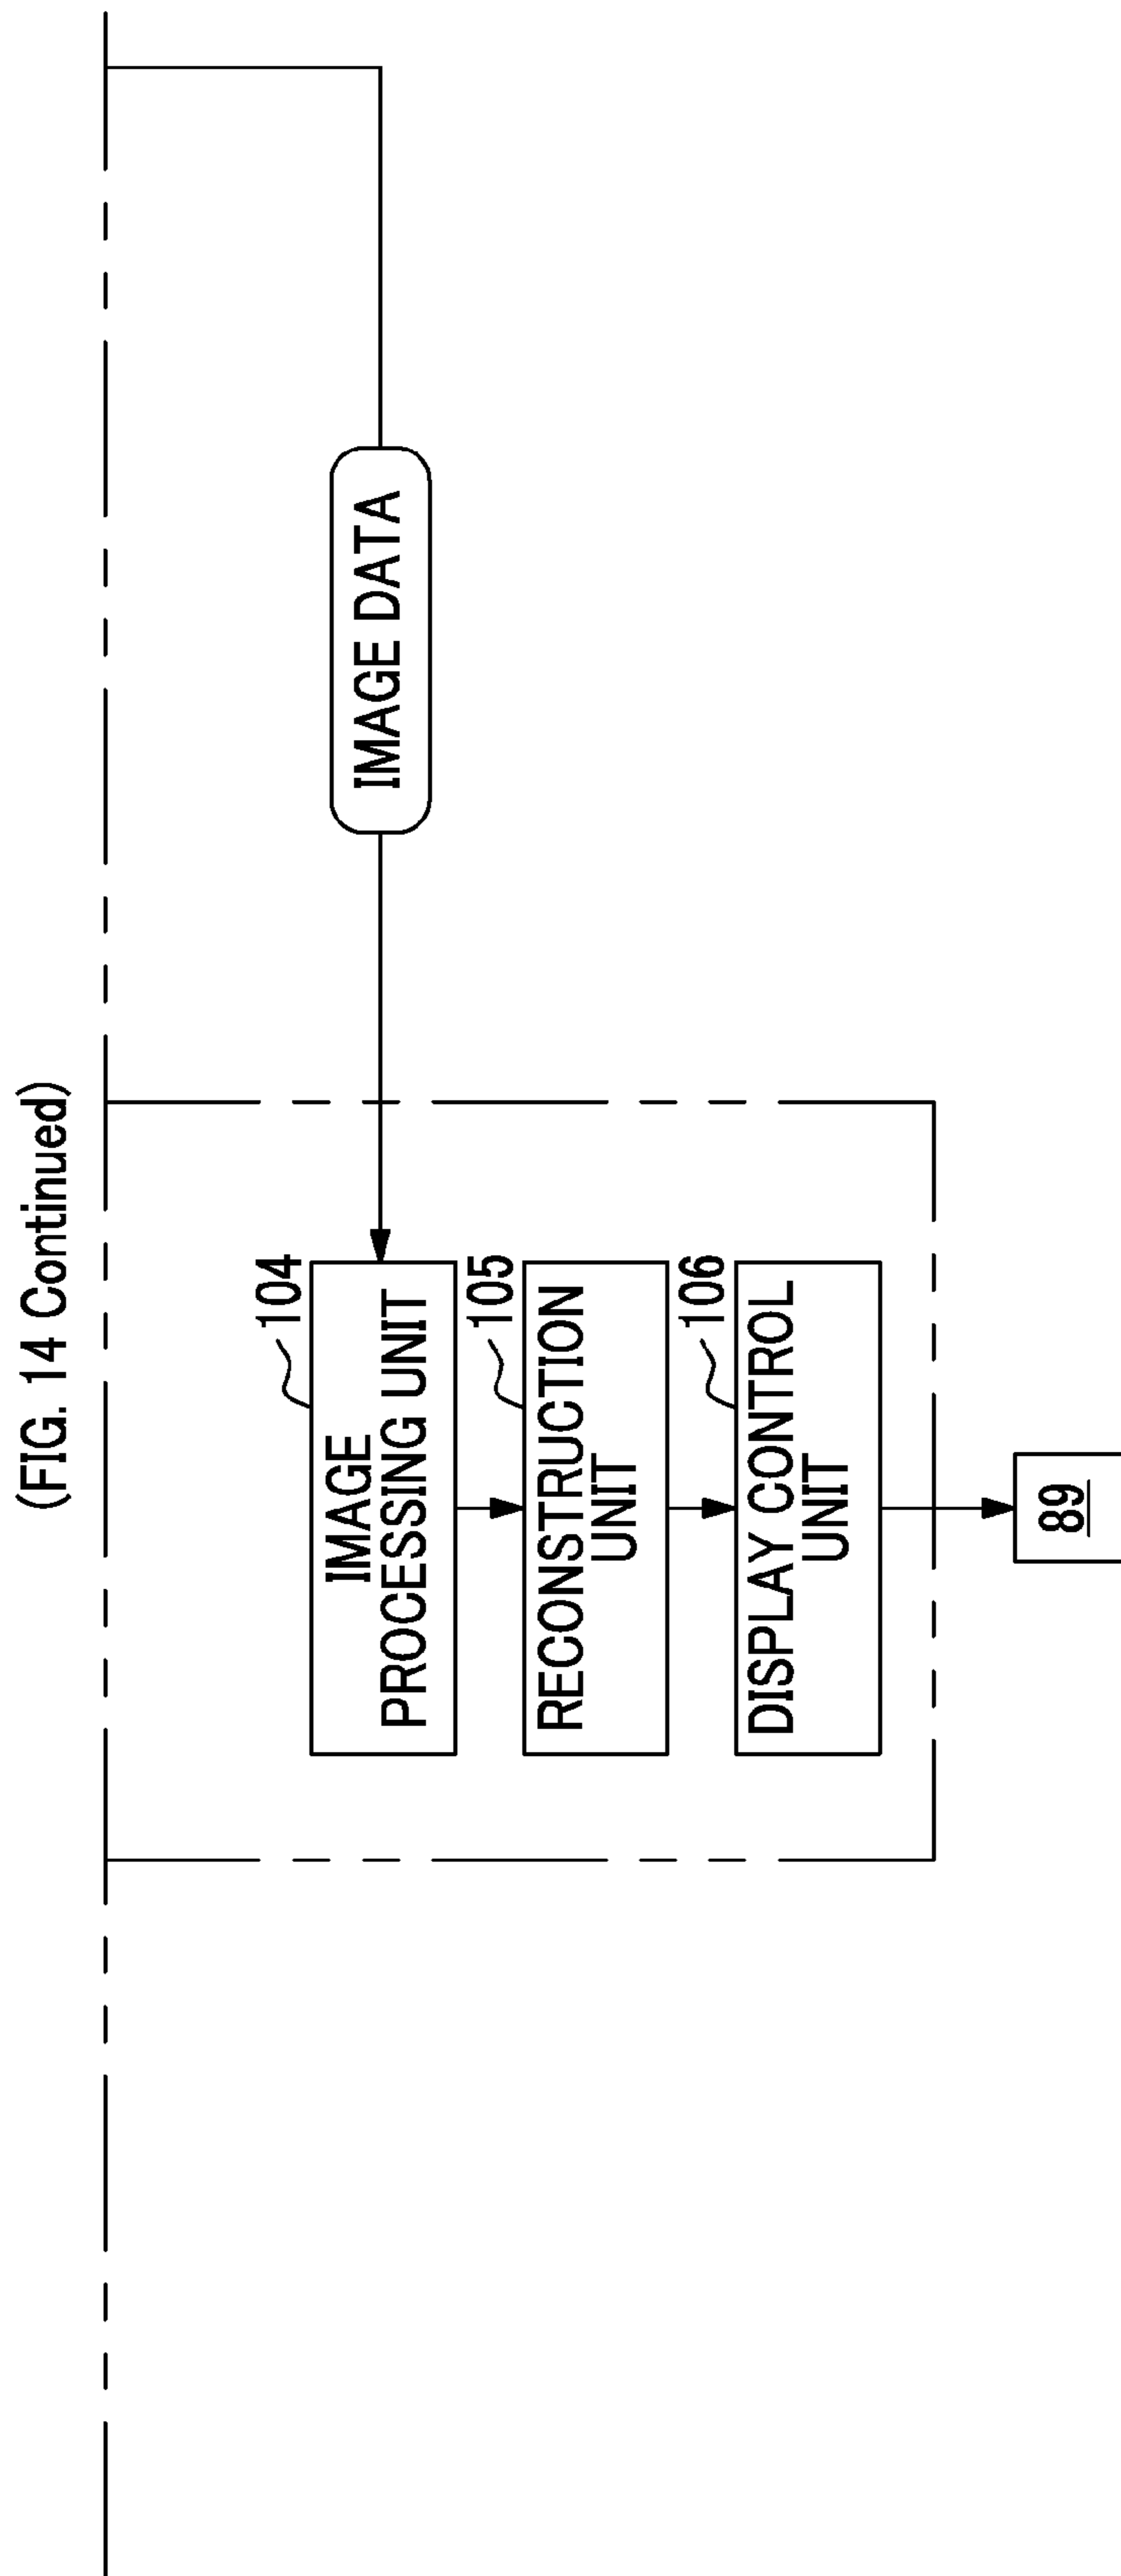 (FIG. 14 Continued)
104
IMAGE
PROCESSING UNIT
IMAGE DATA
105
RECONSTRUCTION
UNIT
106
DISPLAY CONTROL
UNIT
89